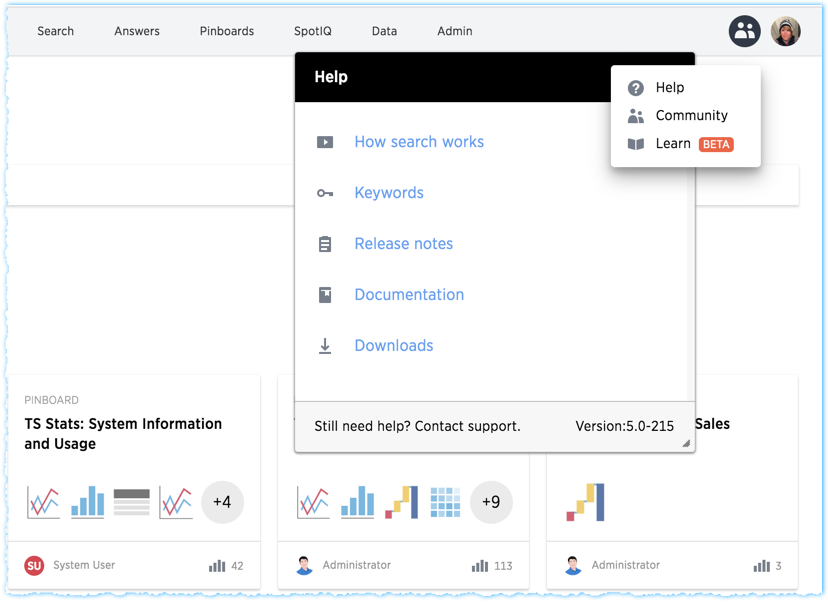 Search Answers Pinboards SpotIQ Data Admin
Help
Help
Community
Learn BETA
How search works
Keywords
Release notes
Documentation
Downloads
Still need help? Contact support. Version:5.0-215
PINBOARD
TS Stats: System Information
and Usage
+4
SU System User 42
+9
Administrator 113
Sales
Administrator 3